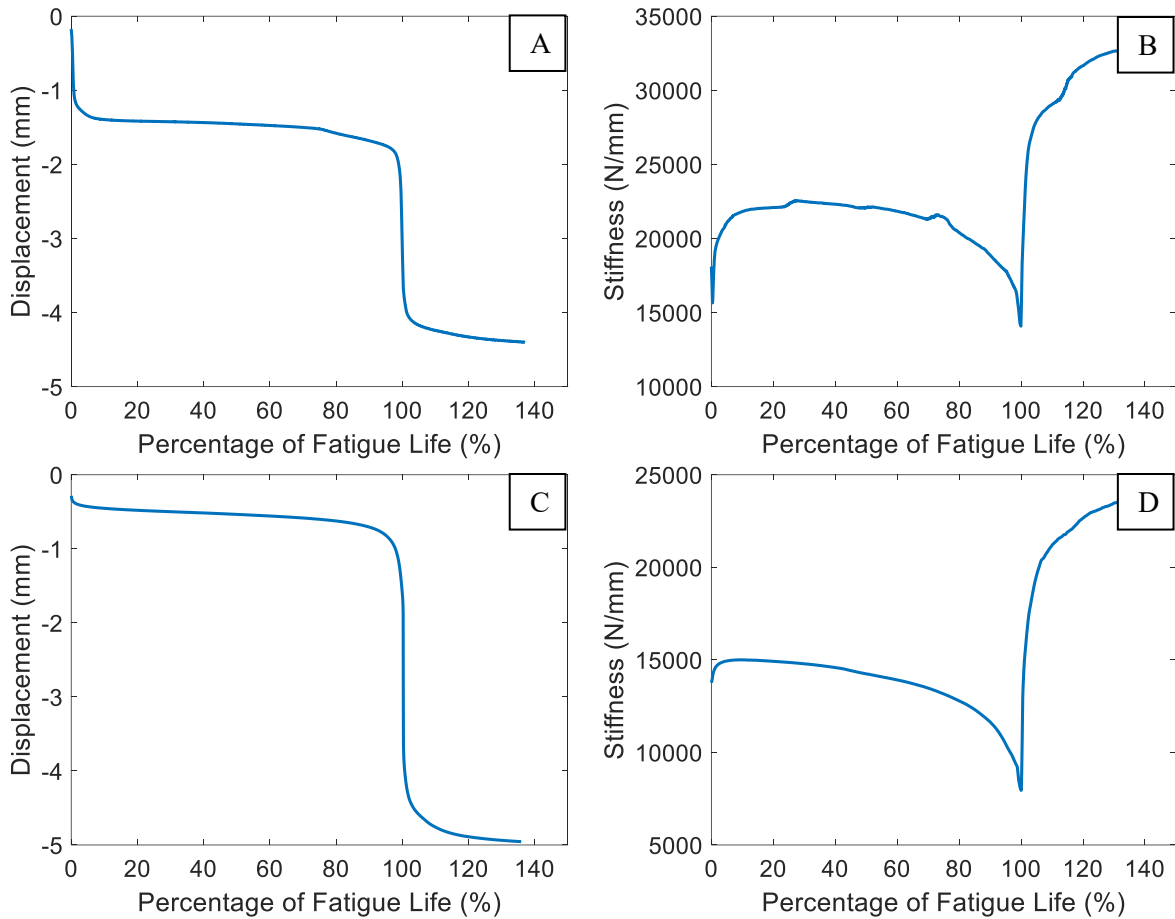 A
Displacement (mm)
0
-1
-2
-3
-4
-5
0 20 40 60 80 100 120 140
Percentage of Fatigue Life (%)
B
Stiffness (N/mm)
35000
30000
25000
20000
15000
10000
0 20 40 60 80 100 120 140
Percentage of Fatigue Life (%)
C
Displacement (mm)
0
-1
-2
-3
-4
-5
0 20 40 60 80 100 120 140
Percentage of Fatigue Life (%)
D
Stiffness (N/mm)
25000
20000
15000
10000
5000
0 20 40 60 80 100 120 140
Percentage of Fatigue Life (%)